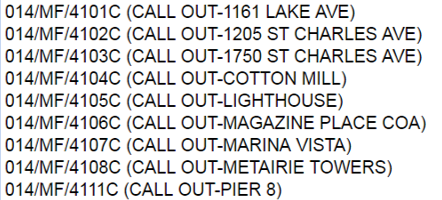 014/MF/4101C (CALL OUT-1161 LAKE AVE)
014/MF/4102C (CALL OUT-1205 ST CHARLES AVE)
014/MF/4103C (CALL OUT-1750 ST CHARLES AVE)
014/MF/4104C (CALL OUT-COTTON MILL)
014/MF/4105C (CALL OUT-LIGHTHOUSE)
014/MF/4106C (CALL OUT-MAGAZINE PLACE COA)
014/MF/4107C (CALL OUT-MARINA VISTA)
014/MF/4108C (CALL OUT-METAIRIE TOWERS)
014/MF/4111C (CALL OUT-PIER 8)